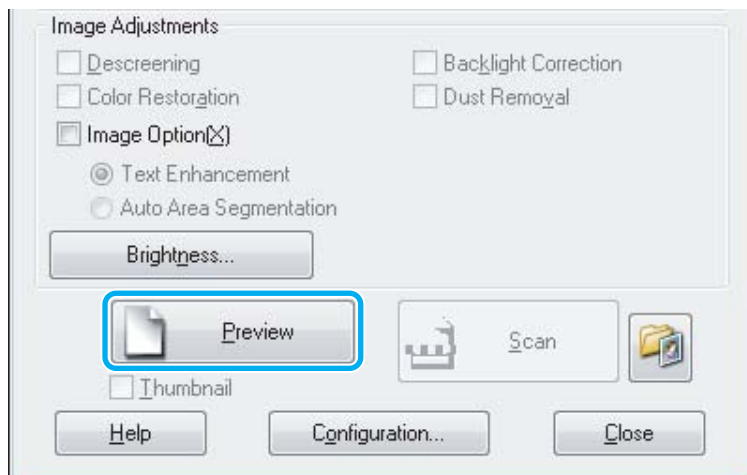 Image Adjustments
Descreening Backlight Correction
Color Restoration Dust Removal
Image Option(X)
Text Enhancement
Auto Area Segmentation
Brightness...
Preview Scan
Thumbnail
Help Configuration... Close